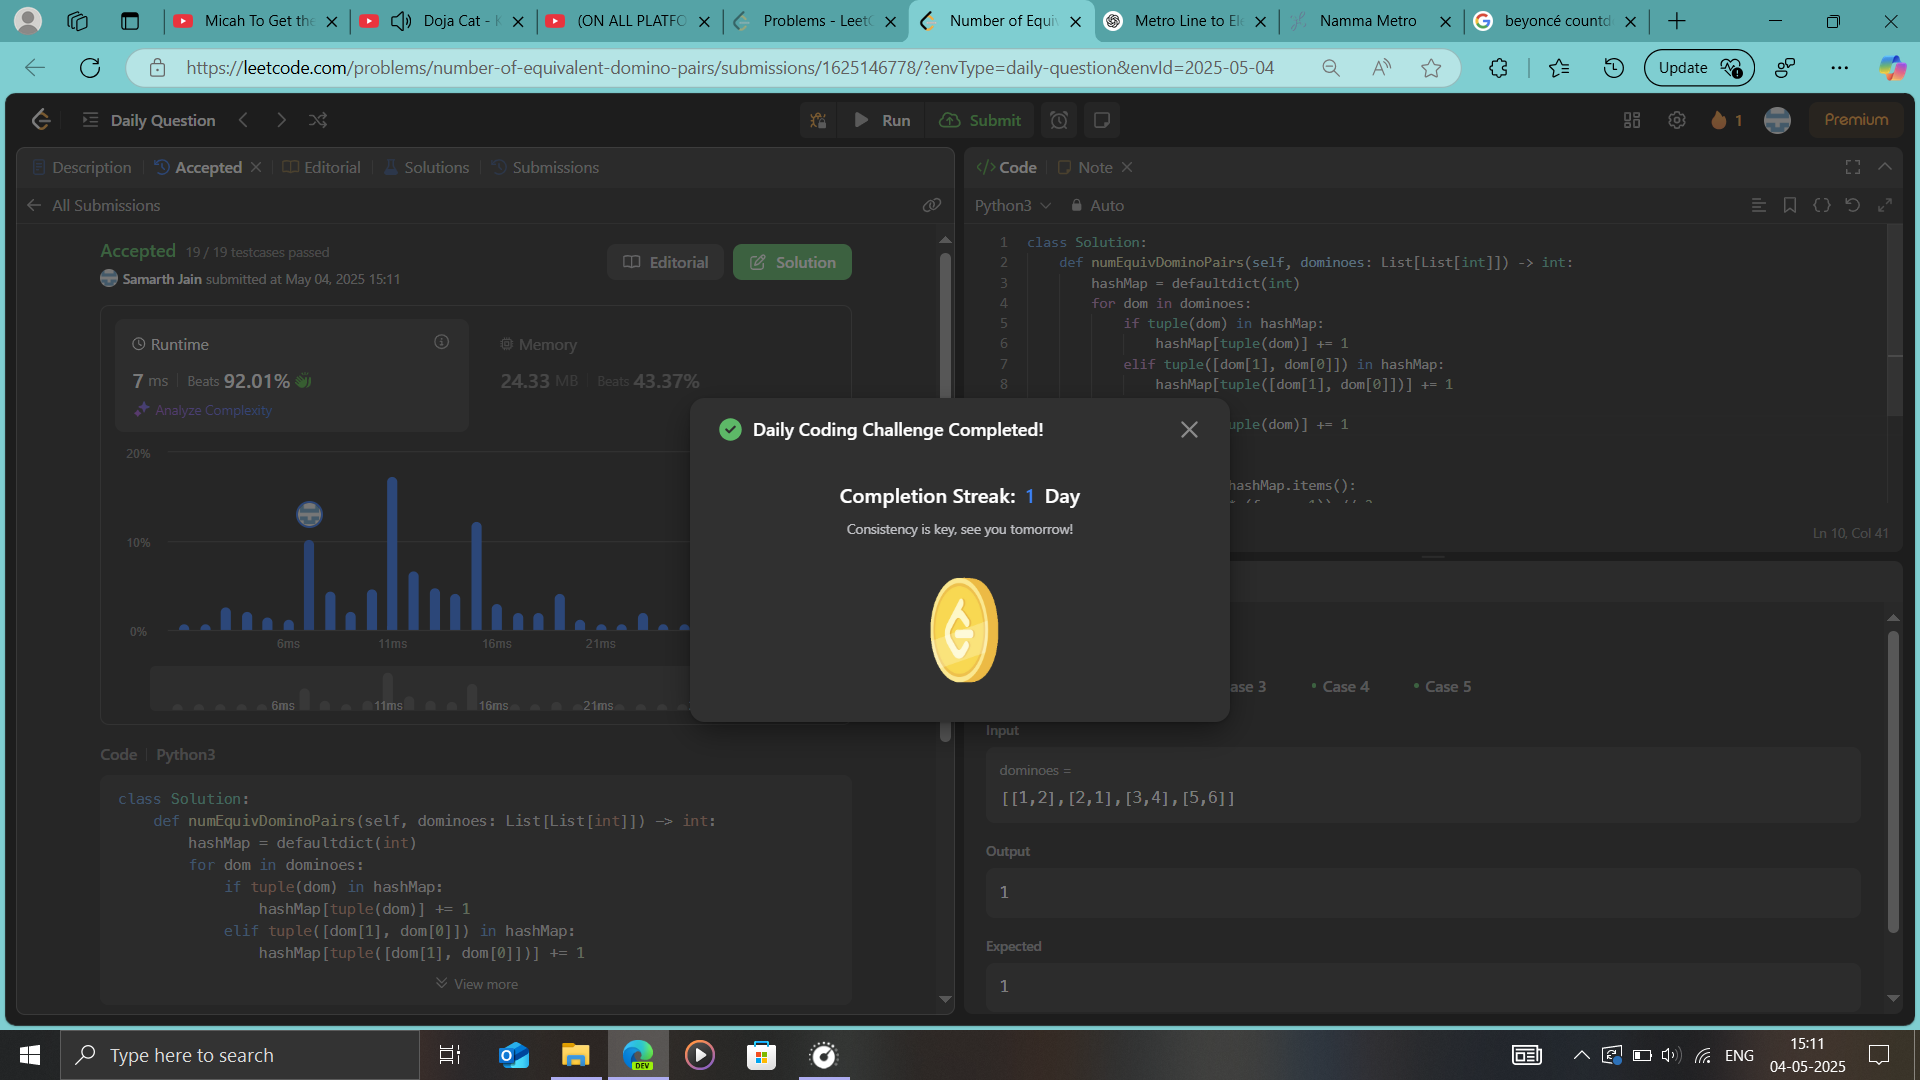 Micah To Get the
Doja Cat - K
(ON ALL PLATFO
Problems - LeetC
Number of Equiv
Metro Line to Ele
Namma Metro
beyoncé countd
https://leetcode.com/problems/number-of-equivalent-domino-pairs/submissions/1625146778/?envType=daily-question&envId=2025-05-04
Update
Daily Question
Run
Submit
1
Premium
Description
Accepted
Editorial
Solutions
Submissions
All Submissions
Accepted 19 / 19 testcases passed
Samarth Jain submitted at May 04, 2025 15:11
Editorial
Solution
Runtime
7 ms Beats 92.01%
Analyze Complexity
Memory
24.33 MB Beats 43.37%
20%
10%
0%
6ms 11ms 16ms 21ms
6ms 11ms 16ms 21ms
Code Python3
class Solution:
def numEquivDominoPairs(self, dominoes: List[List[int]]) -> int:
hashMap = defaultdict(int)
for dom in dominoes:
if tuple(dom) in hashMap:
hashMap[tuple(dom)] += 1
elif tuple([dom[1], dom[0]]) in hashMap:
hashMap[tuple([dom[1], dom[0]])] += 1
View more
Daily Coding Challenge Completed!
Completion Streak: 1 Day
Consistency is key, see you tomorrow!
</> Code
Note
Python3
Auto
1 class Solution:
2 def numEquivDominoPairs(self, dominoes: List[List[int]]) -> int:
3 hashMap = defaultdict(int)
4 for dom in dominoes:
5 if tuple(dom) in hashMap:
6 hashMap[tuple(dom)] += 1
7 elif tuple([dom[1], dom[0]]) in hashMap:
8 hashMap[tuple([dom[1], dom[0]])] += 1
uple(dom)] += 1
hashMap.items():
Ln 10, Col 41
ase 3
Case 4
Case 5
Input
dominoes =
[[1,2],[2,1],[3,4],[5,6]]
Output
1
Expected
1
Type here to search
DEV
ENG
15:11
04-05-2025